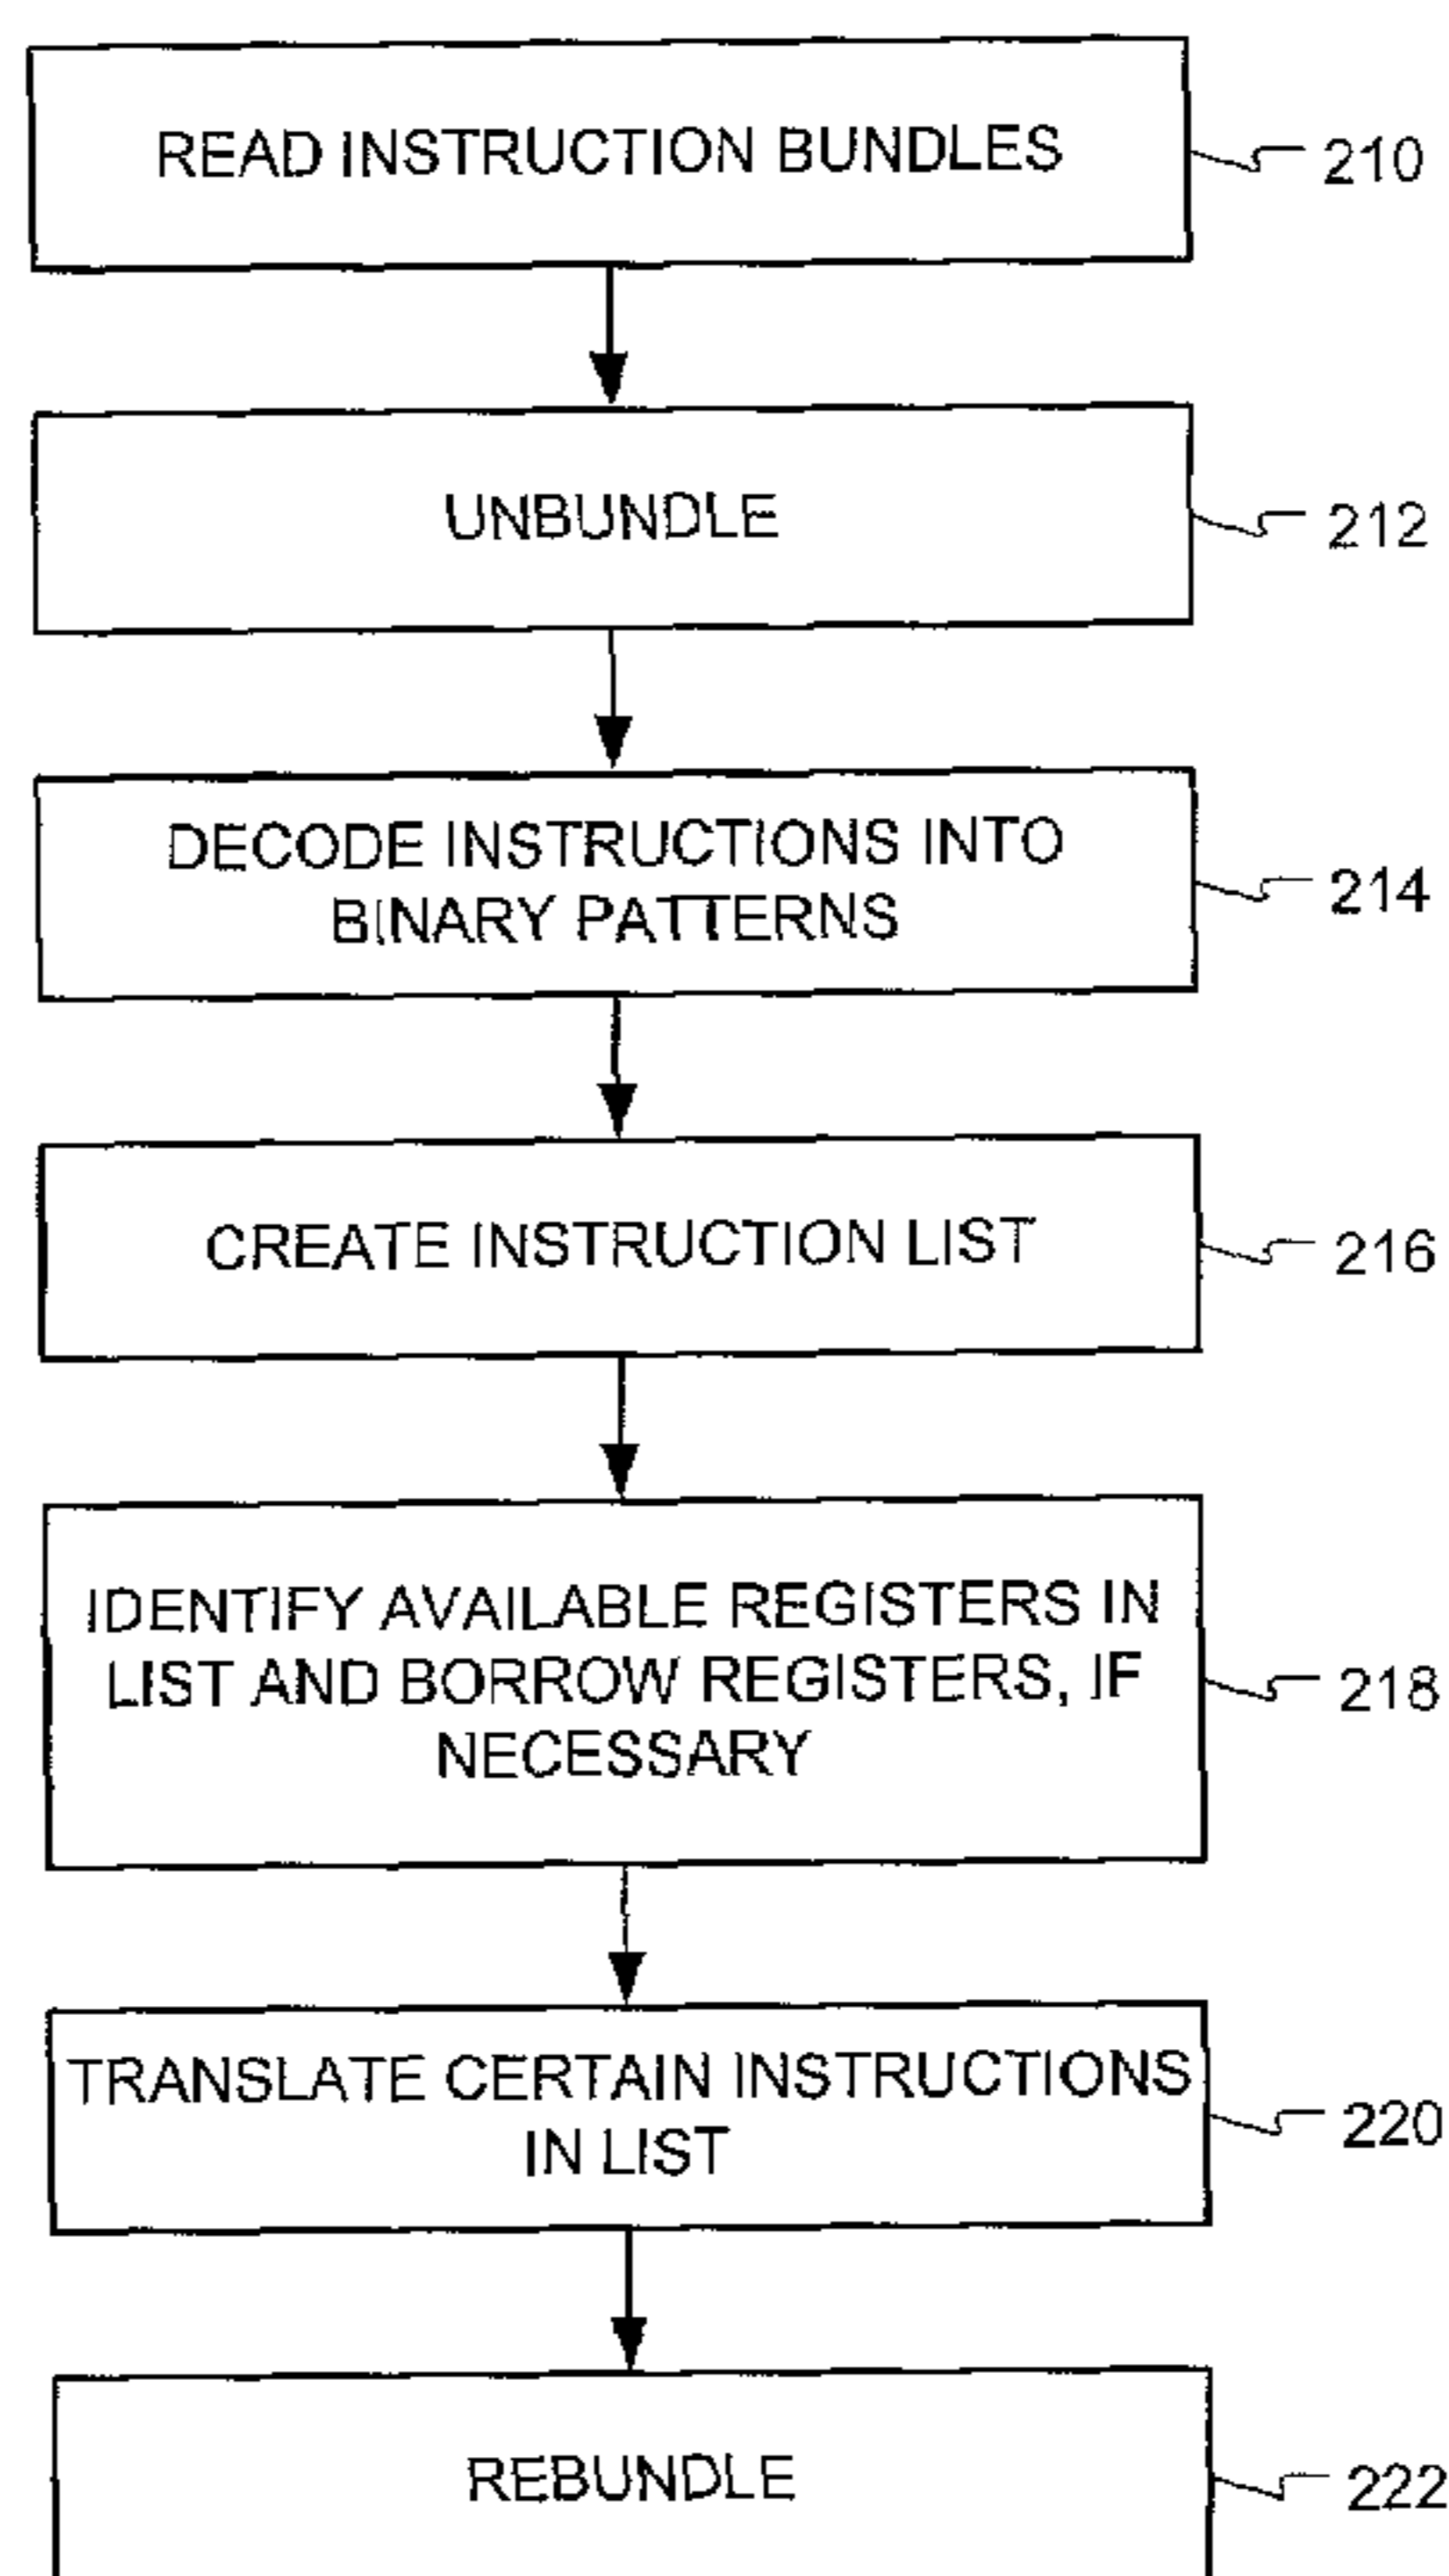 READ INSTRUCTION BUNDLES
210
UNBUNDLE
212
DECODE INSTRUCTIONS INTO
BINARY PATTERNS
214
CREATE INSTRUCTION LIST
216
IDENTIFY AVAILABLE REGISTERS IN
LIST AND BORROW REGISTERS, IF
NECESSARY
218
TRANSLATE CERTAIN INSTRUCTIONS
IN LIST
220
REBUNDLE
222